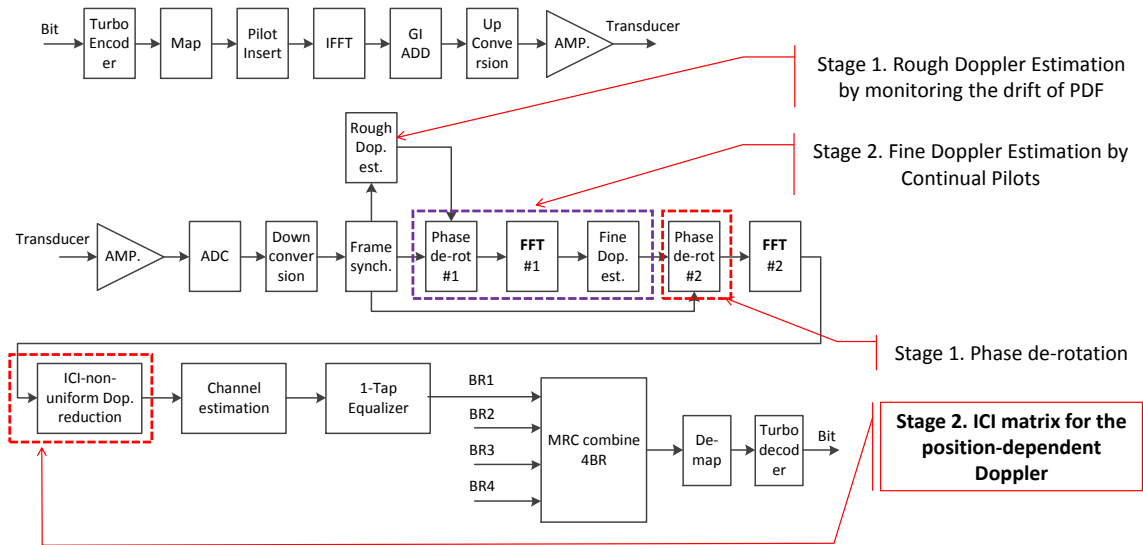 Bit
Turbo
Encod
er
Map
Pilot
Insert
IFFT
GI
ADD
Up
Conve
rsion
AMP.
Transducer
Stage 1. Rough Doppler Estimation
by monitoring the drift of PDF
Rough
Dop.
est.
Stage 2. Fine Doppler Estimation by
Continual Pilots
Transducer
AMP.
ADC
Down
conv
ersion
Frame
synch.
Phase
de-rot
#1
FFT
#1
Fine
Dop.
est.
Phase
de-rot
#2
FFT
#2
Stage 1. Phase de-rotation
ICI-non-
uniform Dop.
reduction
Channel
estimation
1-Tap
Equalizer
BR1
BR2
BR3
BR4
MRC combine
4BR
De-
map
Turbo
decod
er
Bit
Stage 2. ICI matrix for the
position-dependent
Doppler